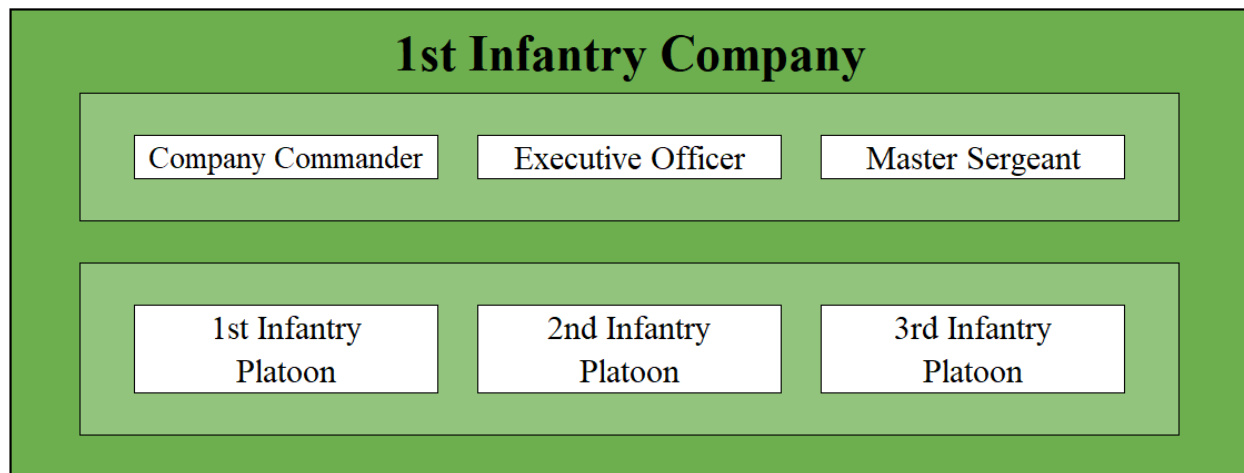 1st Infantry Company
Company Commander
Executive Officer
Master Sergeant
1st Infantry
Platoon
2nd Infantry
Platoon
3rd Infantry
Platoon